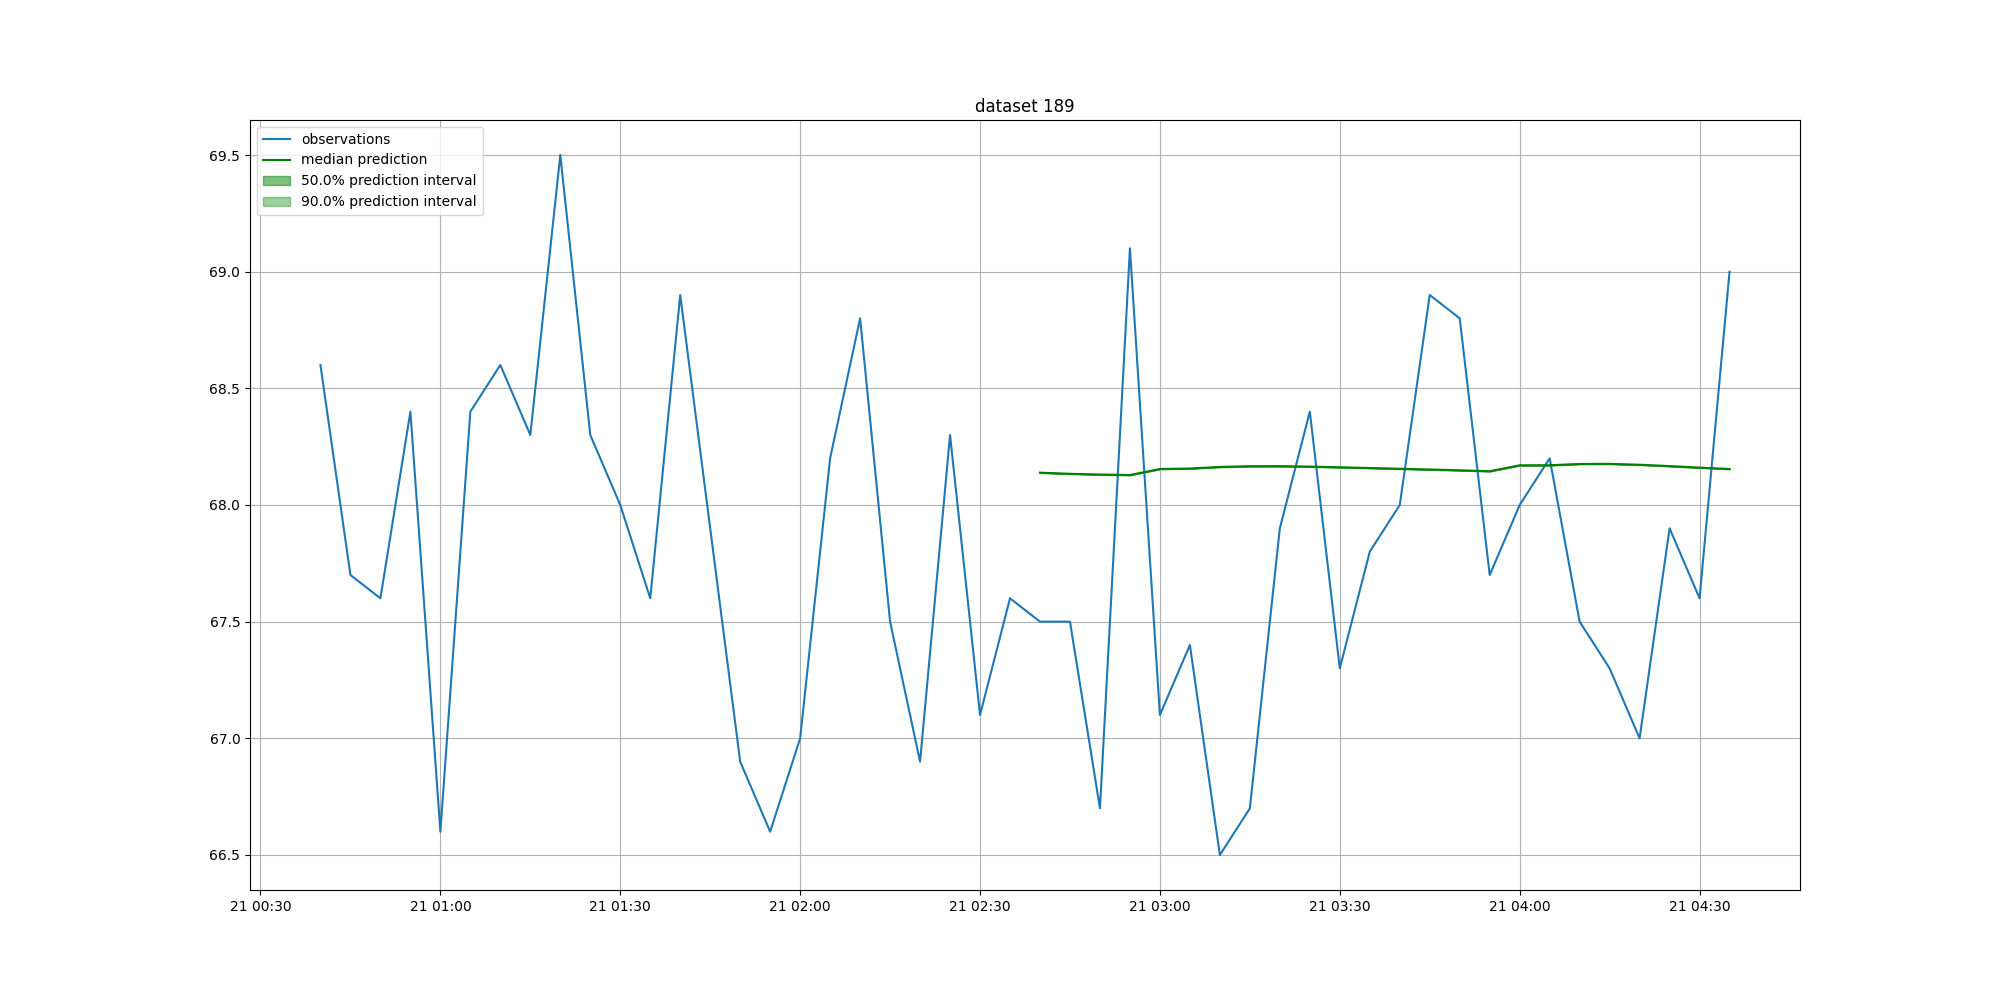 dataset 189
observations
median prediction
50.0% prediction interval
90.0% prediction interval
69.5
69.0
68.5
68.0
67.5
67.0
66.5
21 00:30 21 01:00 21 01:30 21 02:00 21 02:30 21 03:00 21 03:30 21 04:00 21 04:30